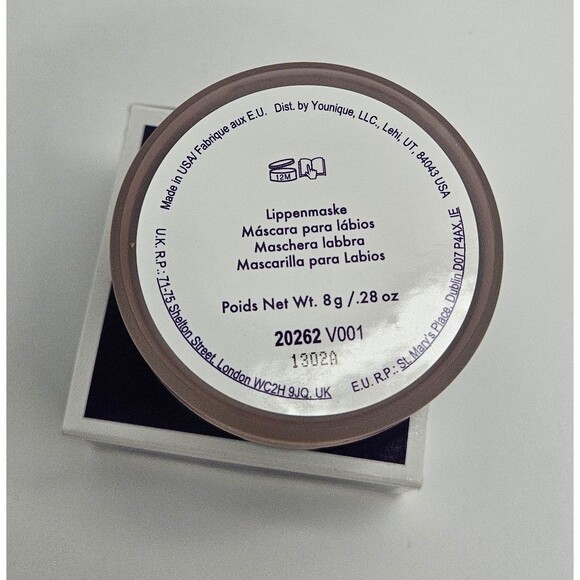 Made in USA/ Fabrique aux E.U. Dist. by Younique, LLC., Lehi, UT, 84043 USA
12M
Lippenmaske
Máscara para lábios
Maschera labbra
Mascarilla para Labios
Poids Net Wt. 8g/.28 oz
20262 V001
1302A
U.K. R.P.: 71-75 Shelton Street, London WC2H 9JQ, UK
E.U. R.P.: St. Mary's Place, Dublin D07 P4AX, IE